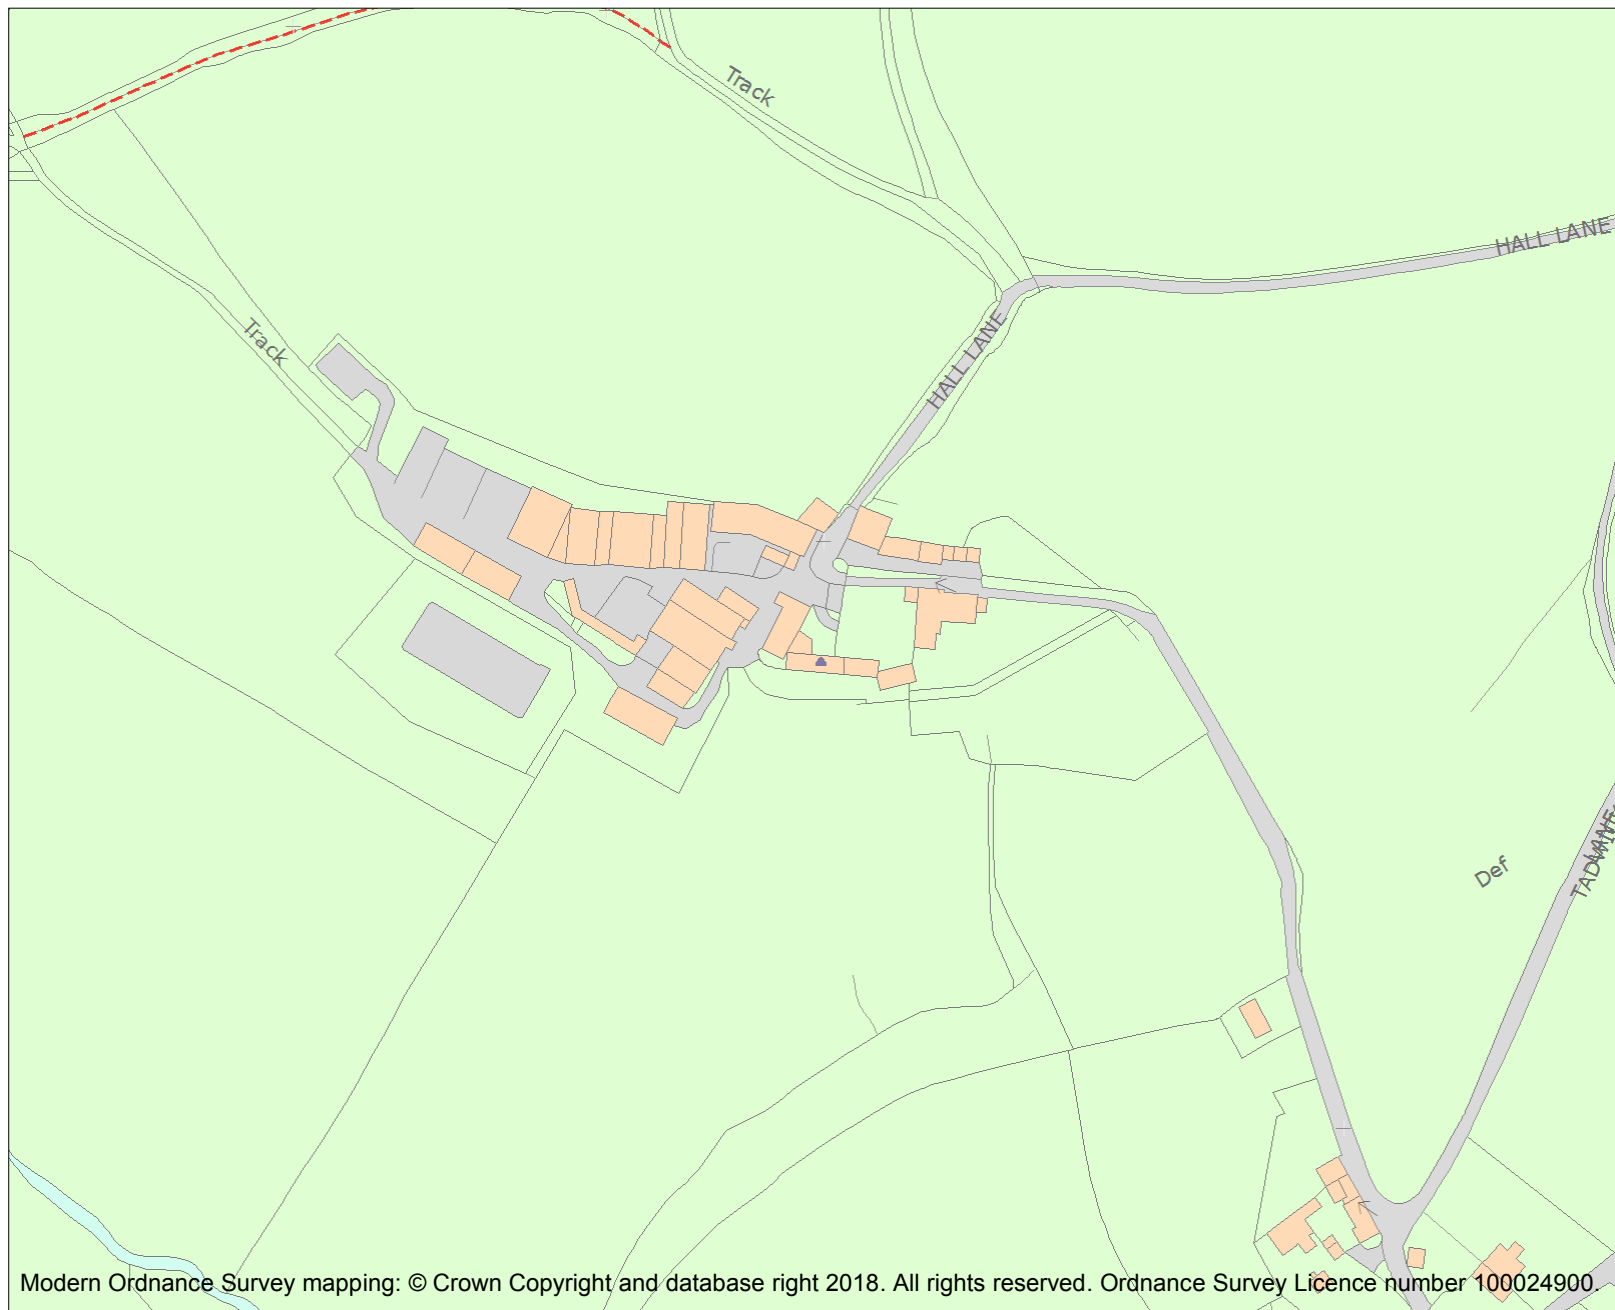 Track
HALL LANE
Track
HALL LANE
LANE
Def
Modern Ordnance Survey mapping: © Crown Copyright and database right 2018. All rights reserved. Ordnance Survey Licence number 100024900.